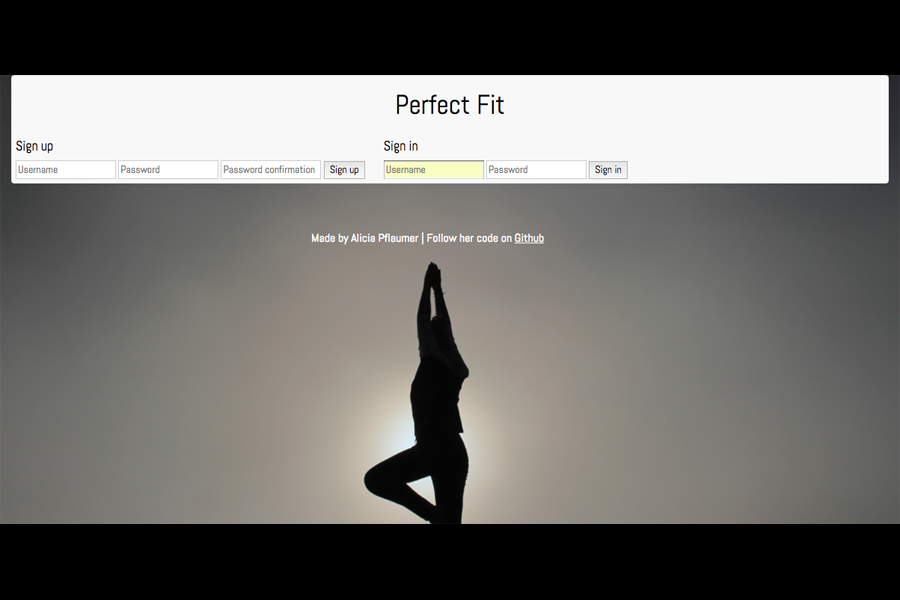 Perfect Fit
Sign up
Username Password Password confirmation Sign up
Sign in
Username Password Sign in
Made by Alicia Pflaumer | Follow her code on Github